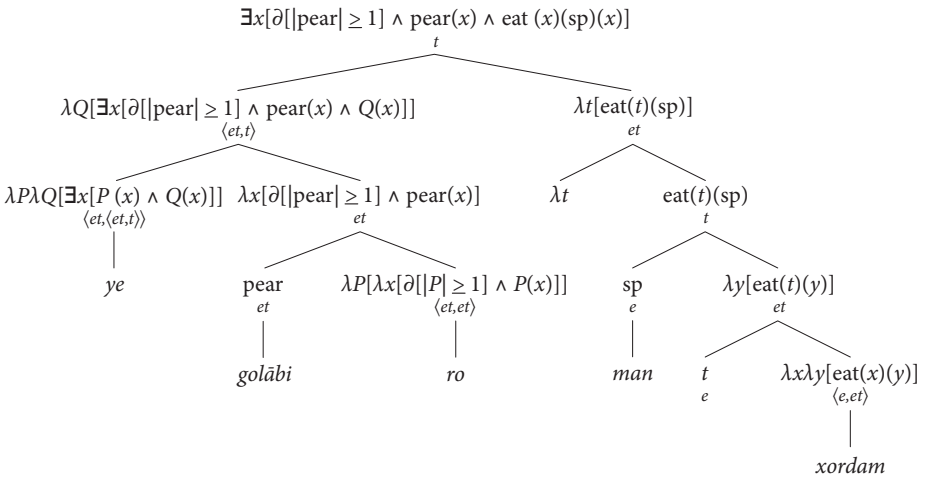 ∃x[∂[|pear| ≥ 1] ∧ pear(x) ∧ eat (x)(sp)(x)]
t
λQ[∃x[∂[|pear| ≥ 1] ∧ pear(x) ∧ Q(x)]] λt[eat(t)(sp)]
⟨et,t⟩ et
λPλQ[∃x[P (x) ∧ Q(x)]] λx[∂[|pear| ≥ 1] ∧ pear(x)] λt eat(t)(sp)
⟨et,⟨et,t⟩⟩ et t
ye pear λP[λx[∂[|P| ≥ 1] ∧ P(x)]] sp λy[eat(t)(y)]
et ⟨et,et⟩ e et
golābi ro man t λxλy[eat(x)(y)]
e ⟨e,et⟩
xordam